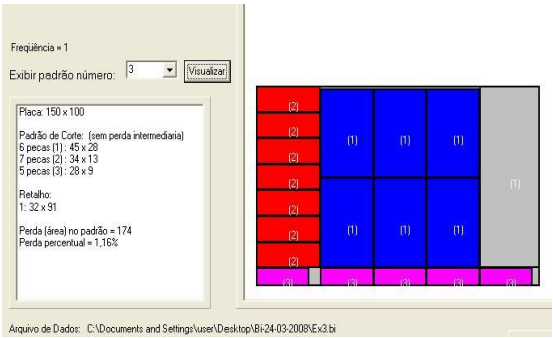 Freqüência = 1
Exibir padrão número: 3 Visualizar
Placa: 150 x 100
Padrão de Corte: (sem perda intermediaria)
6 pecas (1) : 45 x 28
7 pecas (2) : 34 x 13
5 pecas (3) : 28 x 9
Retalho:
1: 32 x 91
Perda (área) no padrão = 174
Perda percentual = 1,16%
(2)
(2)
(2)
(2)
(2)
(2)
(2)
(1) (1) (1)
(1)
(1) (1) (1)
(3) (3) (3) (3) (3)
Arquivo de Dados: C:\Documents and Settings\user\Desktop\Bi-24-03-2008\Ex3.bi